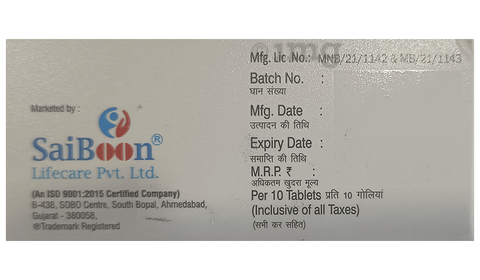 1mg
Marketed by :
SaiBoon®
Lifecare Pvt. Ltd.
(An ISO 9001:2015 Certified Company)
B-438, SOBO Centre, South Bopal, Ahmedabad,
Gujarat - 380058.
®Trademark Registered
Mfg. Lic .No.: MNB/21/1142 & MB/21/1143
Batch No. :
घान संख्या
Mfg. Date :
उत्पादन की तिथि
Expiry Date :
समाप्ति की तिथि
M.R.P. ₹ :
अधिकतम खुदरा मूल्य
Per 10 Tablets प्रति 10 गोलियां
(Inclusive of all Taxes)
(सभी कर सहित)